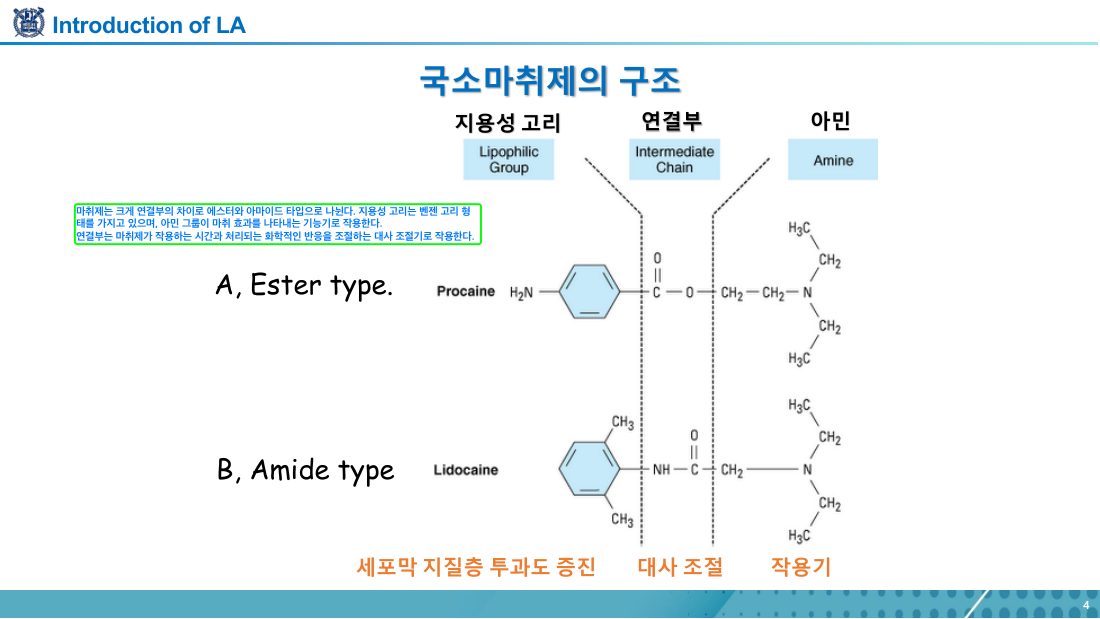 Introduction of LA
국소마취제의 구조
지용성 고리
연결부
아민
Lipophilic
Group
Intermediate
Chain
Amine
마취제는 크게 연결부의 차이로 에스터와 아마이드 타입으로 나뉜다. 지용성 고리는 벤젠 고리 형
태를 가지고 있으며, 아민 그룹이 마취 효과를 나타내는 기능기로 작용한다.
연결부는 마취제가 작용하는 시간과 처리되는 화학적인 반응을 조절하는 대사 조절기로 작용한다.
A, Ester type.
Procaine
H₂N
O
C
O
CH₂
CH₂
N
H₃C
CH₂
CH₂
H₃C
B, Amide type
Lidocaine
CH₃
CH₃
NH
O
C
CH₂
N
H₃C
CH₂
CH₂
H₃C
세포막 지질층 투과도 증진
대사 조절
작용기
4